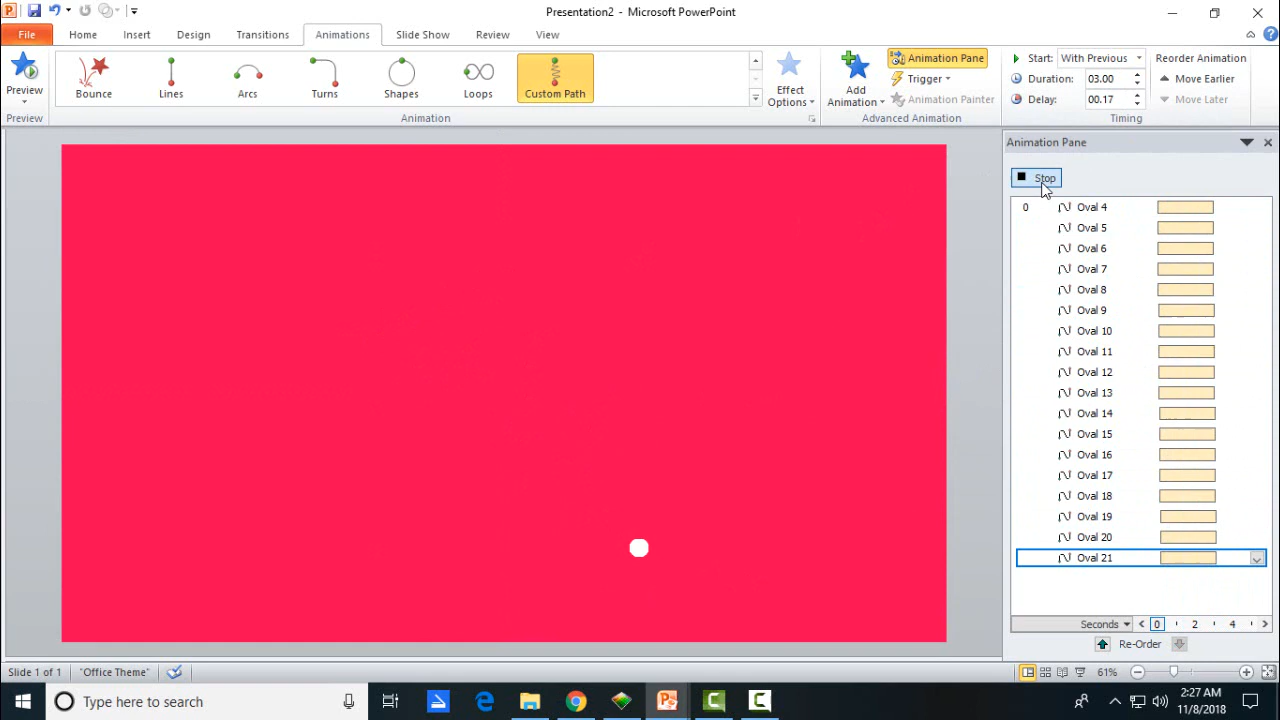 Presentation2 - Microsoft PowerPoint
File Home Insert Design Transitions Animations Slide Show Review View
Preview
Preview
Bounce Lines Arcs Turns Shapes Loops Custom Path
Animation
Effect Options
Add Animation
Animation Pane
Trigger
Animation Painter
Advanced Animation
Start: With Previous
Duration: 03.00
Delay: 00.17
Timing
Reorder Animation
Move Earlier
Move Later
Animation Pane
Stop
0 Oval 4
Oval 5
Oval 6
Oval 7
Oval 8
Oval 9
Oval 10
Oval 11
Oval 12
Oval 13
Oval 14
Oval 15
Oval 16
Oval 17
Oval 18
Oval 19
Oval 20
Oval 21
Seconds 0 2 4
Re-Order
Slide 1 of 1 "Office Theme" 61%
Type here to search
2:27 AM
11/8/2018